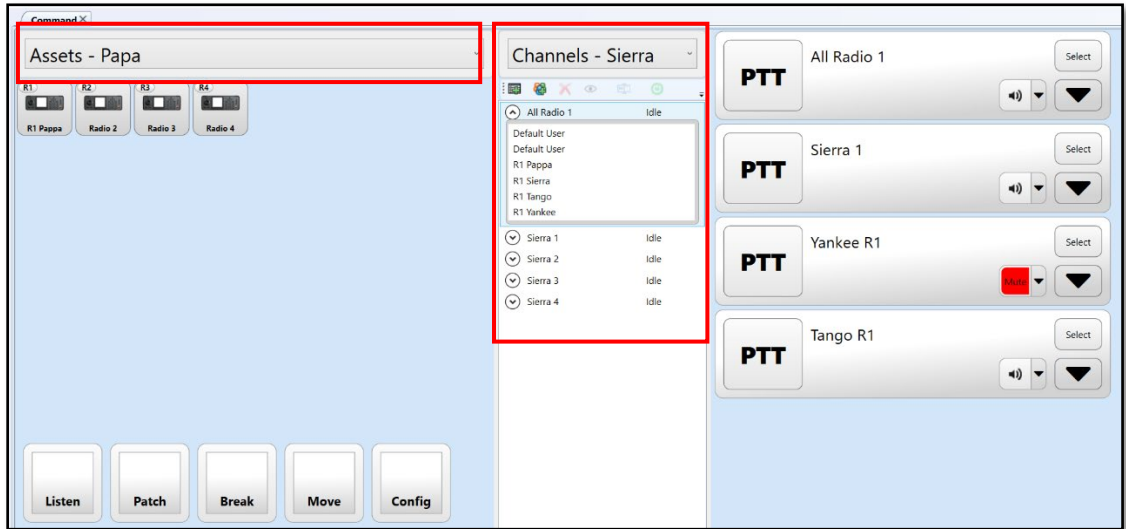 Command
Assets - Papa
R1
R2
R3
R4
R1 Pappa
Radio 2
Radio 3
Radio 4
Listen
Patch
Break
Move
Config
Channels - Sierra
All Radio 1 Idle
Default User
Default User
R1 Pappa
R1 Sierra
R1 Tango
R1 Yankee
Sierra 1 Idle
Sierra 2 Idle
Sierra 3 Idle
Sierra 4 Idle
PTT
All Radio 1
Select
PTT
Sierra 1
Select
PTT
Yankee R1
Select
Mute
PTT
Tango R1
Select